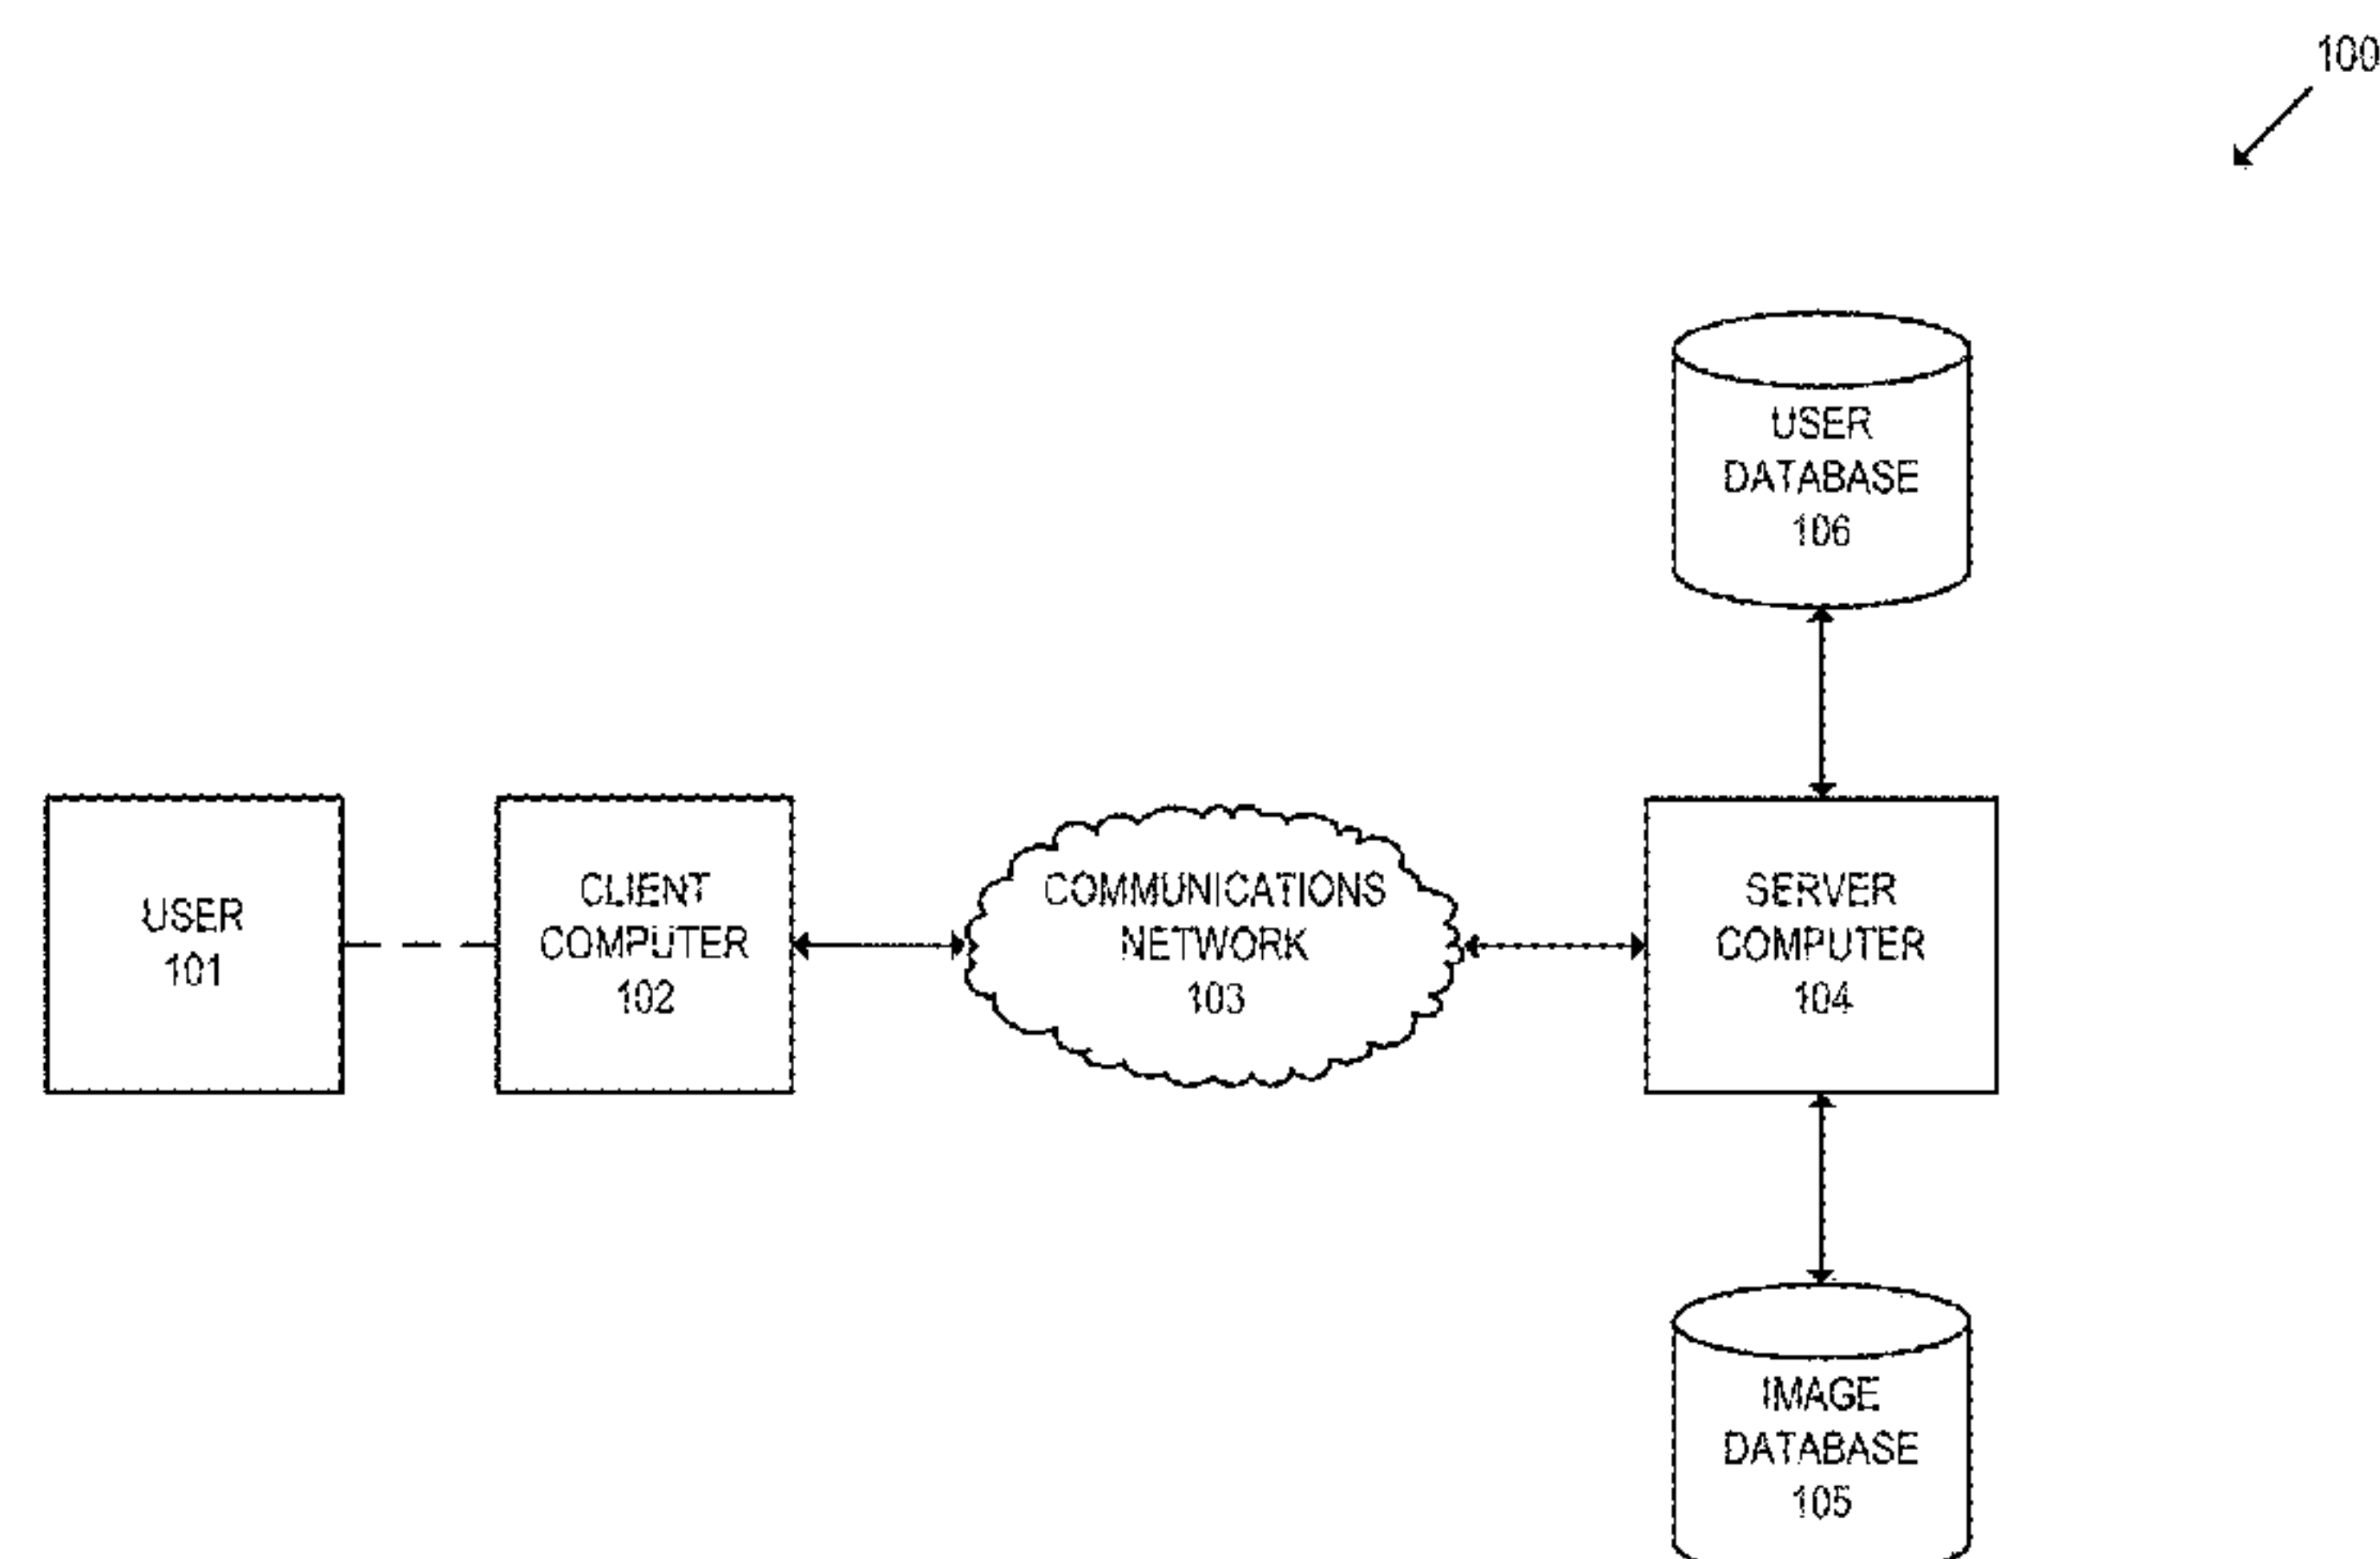 100
USER
DATABASE
106
USER
101
CLIENT
COMPUTER
102
COMMUNICATIONS
NETWORK
103
SERVER
COMPUTER
104
IMAGE
DATABASE
105